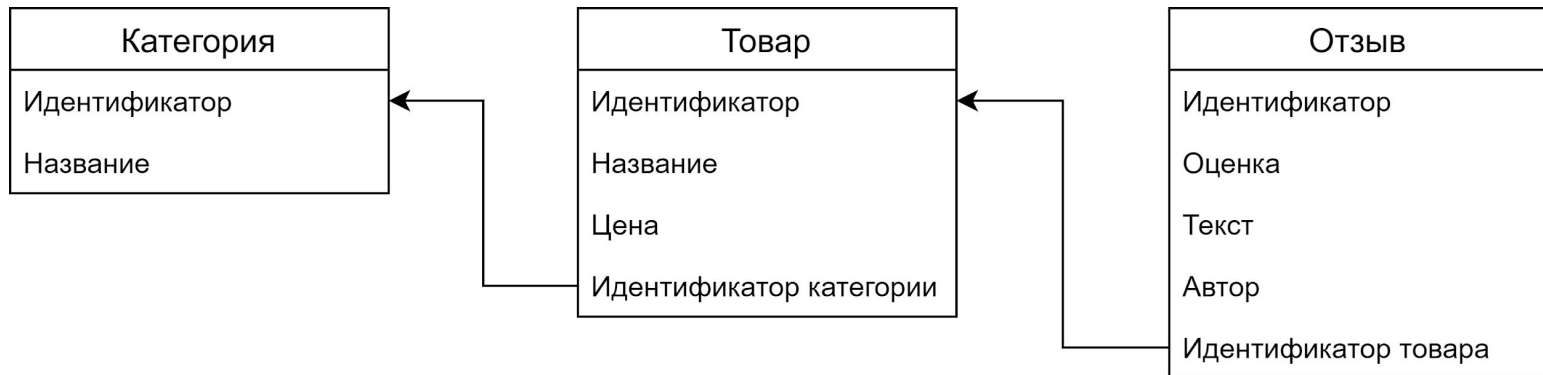 Категория
Идентификатор
Название
Товар
Идентификатор
Название
Цена
Идентификатор категории
Отзыв
Идентификатор
Оценка
Текст
Автор
Идентификатор товара